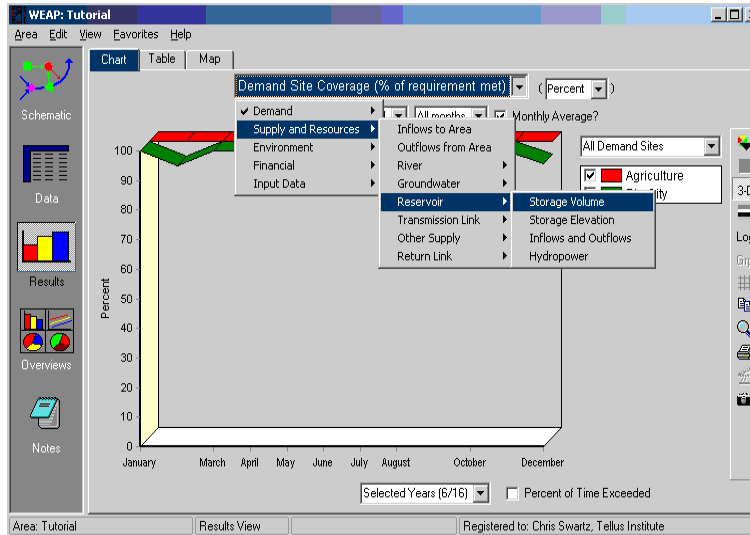 WEAP: Tutorial
Area Edit View Favorites Help
Chart Table Map
Demand Site Coverage (% of requirement met) ( Percent )
All months Monthly Average?
Demand
Supply and Resources
Environment
Financial
Input Data
Inflows to Area
Outflows from Area
River
Groundwater
Reservoir
Transmission Link
Other Supply
Return Link
Storage Volume
Storage Elevation
Inflows and Outflows
Hydropower
All Demand Sites
Agriculture
3-D
Schematic
Data
Results
Overviews
Notes
Percent
100
90
80
70
60
50
40
30
20
10
0
January March April May June July August October December
Selected Years (6/16) Percent of Time Exceeded
Area: Tutorial Results View Registered to: Chris Swartz, Tellus Institute